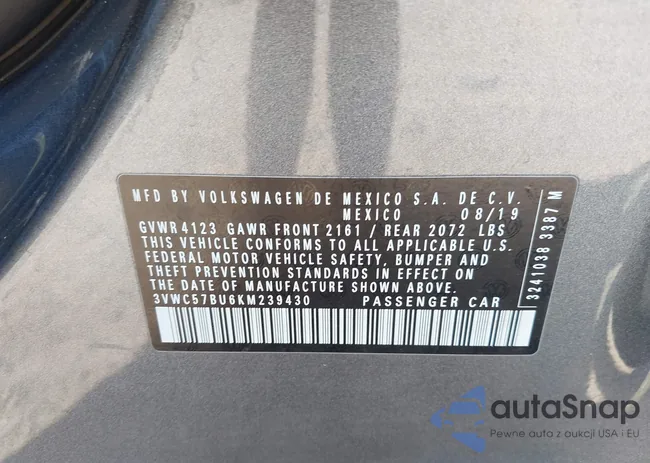 MFD BY VOLKSWAGEN DE MEXICO S.A. DE C.V.
MEXICO 08/19
GVWR 4123 GAWR FRONT 2161 / REAR 2072 LBS
THIS VEHICLE CONFORMS TO ALL APPLICABLE U.S.
FEDERAL MOTOR VEHICLE SAFETY, BUMPER AND
THEFT PREVENTION STANDARDS IN EFFECT ON
THE DATE OF MANUFACTURE SHOWN ABOVE.
3VWC57BU6KM239430 PASSENGER CAR
3241038 3387 M
autaSnap
Pewne auta z aukcji USA i EU